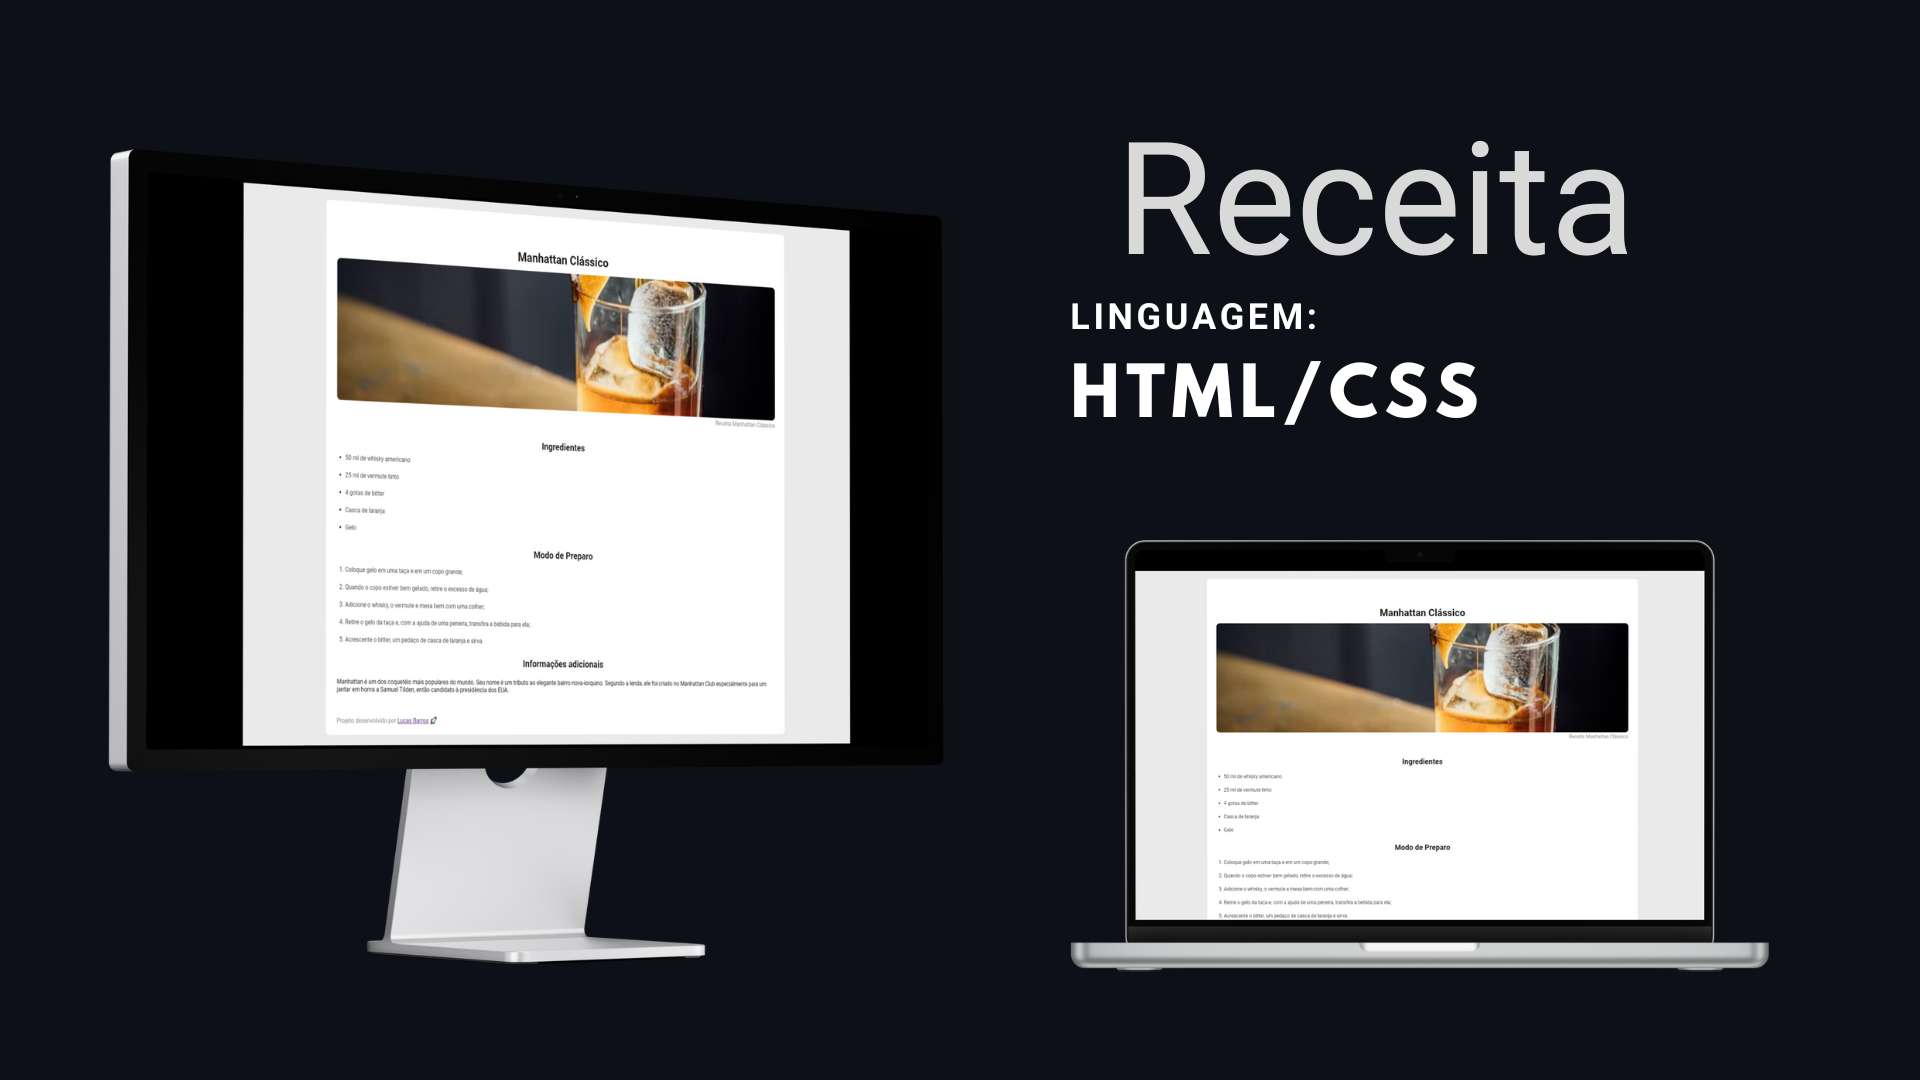 Manhattan Clássico
Receita Manhattan Clássico
Ingredientes
• 50 ml de whisky americano
• 25 ml de vermute tinto
• 4 gotas de bitter
• Casca de laranja
• Gelo
Modo de Preparo
1. Coloque gelo em uma taça e em um copo grande;
2. Quando o copo estiver bem gelado, retire o excesso de água;
3. Adicione o whisky, o vermute e mexa bem com uma colher;
4. Retire o gelo da taça e, com a ajuda de uma peneira, transfira a bebida para ela;
5. Acrescente o bitter, um pedaço de casca de laranja e sirva.
Informações adicionais
Manhattan é um dos coquetéis mais populares do mundo. Seu nome é um tributo ao elegante bairro nova-iorquino. Segundo a lenda, ele foi criado no Manhattan Club especialmente para um
jantar em honra a Samuel Tilden, então candidato à presidência dos EUA.
Projeto desenvolvido por Lucas Barros 🚀
Receita
LINGUAGEM:
HTML/CSS
Manhattan Clássico
Receita Manhattan Clássico
Ingredientes
• 50 ml de whisky americano
• 25 ml de vermute tinto
• 4 gotas de bitter
• Casca de laranja
• Gelo
Modo de Preparo
1. Coloque gelo em uma taça e em um copo grande;
2. Quando o copo estiver bem gelado, retire o excesso de água;
3. Adicione o whisky, o vermute e mexa bem com uma colher;
4. Retire o gelo da taça e, com a ajuda de uma peneira, transfira a bebida para ela;
5. Acrescente o bitter, um pedaço de casca de laranja e sirva.